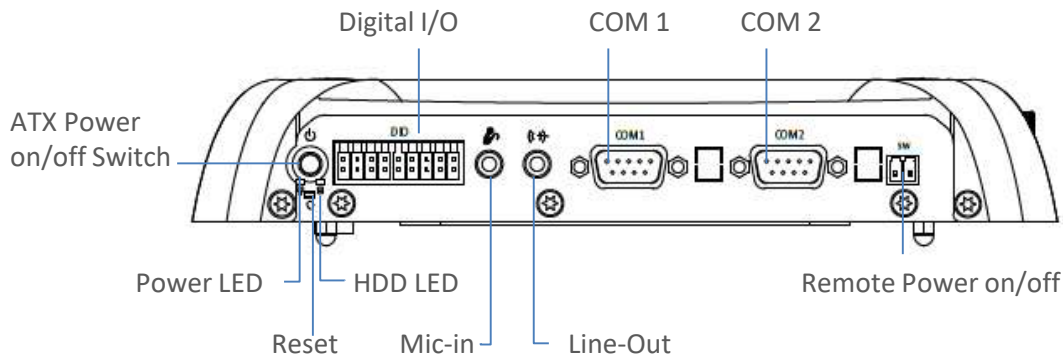 Digital I/O
COM 1
COM 2
ATX Power
on/off Switch
DIO
COM1
COM2
SW
Power LED
HDD LED
Remote Power on/off
Reset
Mic-in
Line-Out